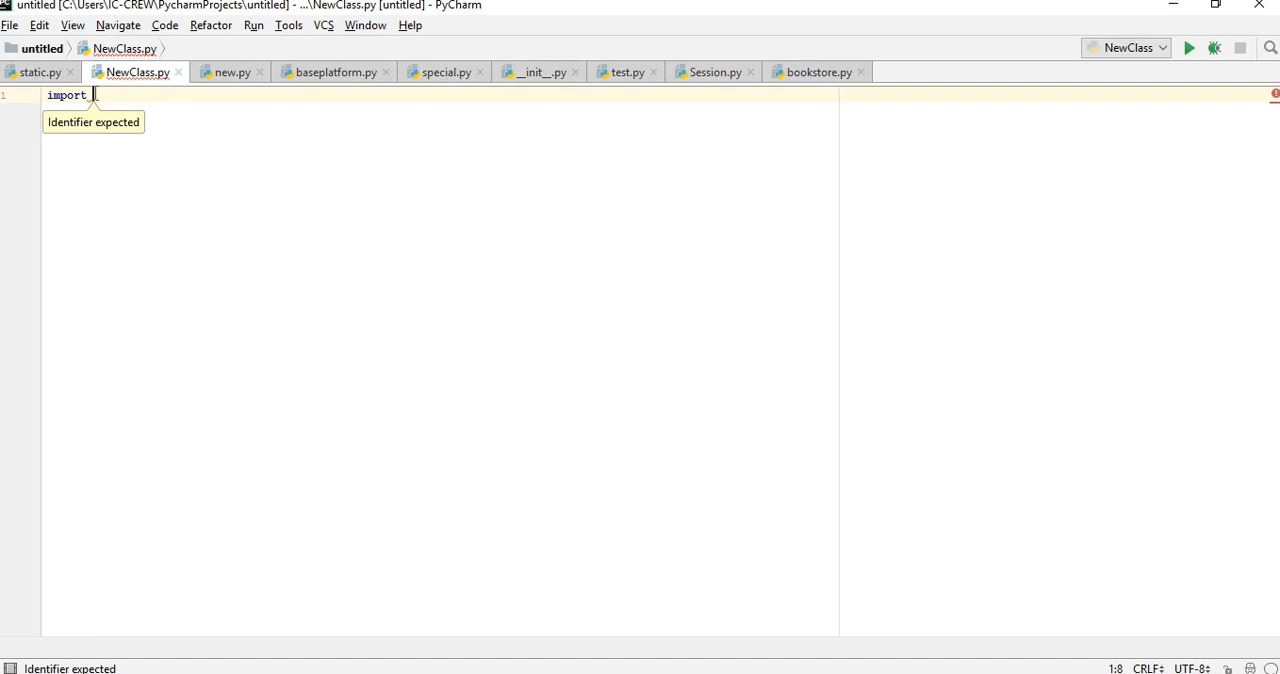 untitled [C:\Users\IC-CREW\PycharmProjects\untitled] - ...\NewClass.py [untitled] - PyCharm
File Edit View Navigate Code Refactor Run Tools VCS Window Help
untitled NewClass.py NewClass
static.py NewClass.py new.py baseplatform.py special.py __init__.py test.py Session.py bookstore.py
1 import
Identifier expected
Identifier expected 1:8 CRLF UTF-8